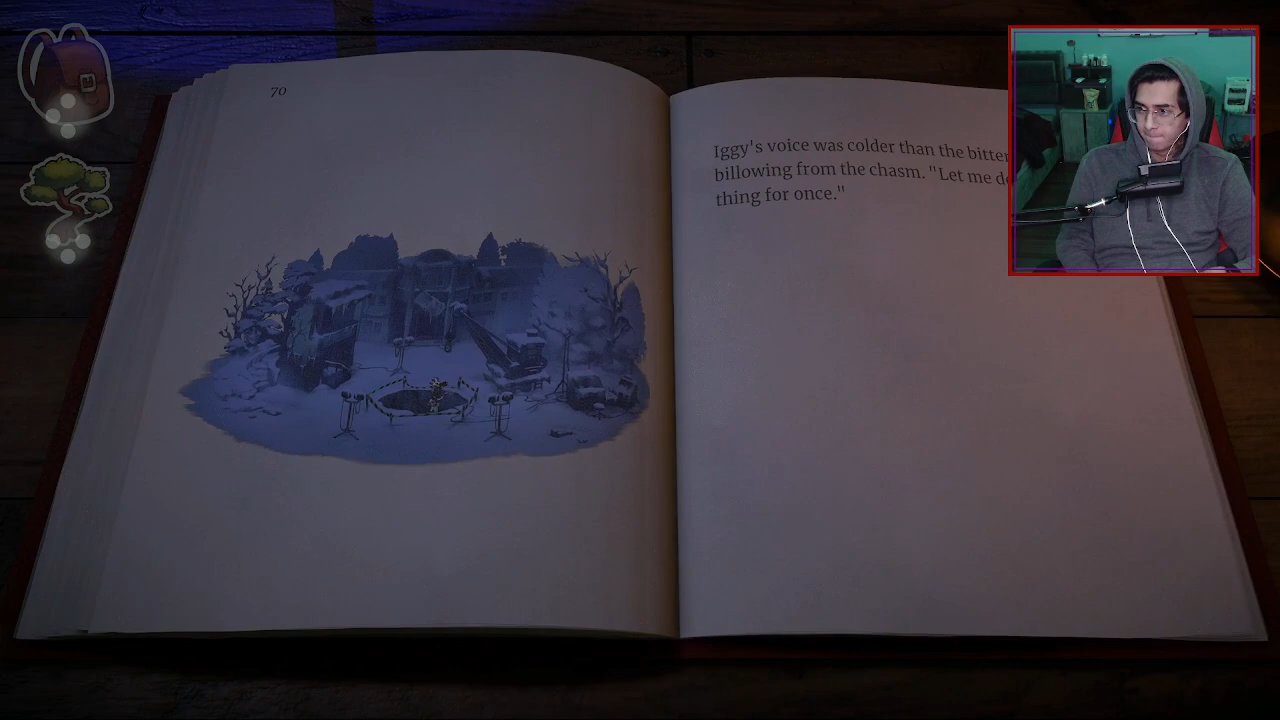 70
Iggy's voice was colder than the bitter
billowing from the chasm. "Let me
thing for once."